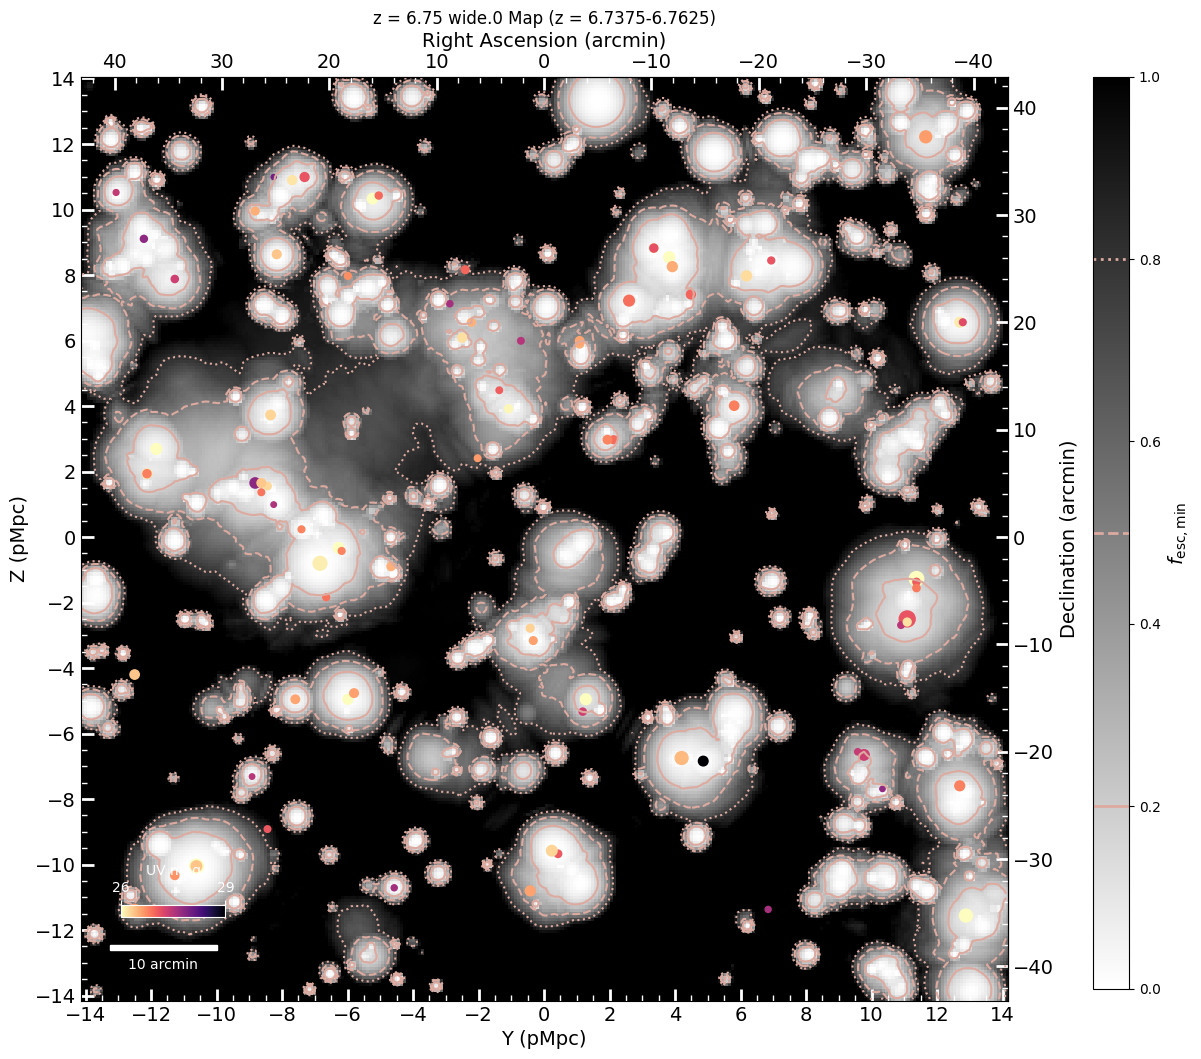 z = 6.75 wide.0 Map (z = 6.7375-6.7625)
Right Ascension (arcmin)
40 30 20 10 0 −10 −20 −30 −40
14 12 10 8 6 4 2 0 −2 −4 −6 −8 −10 −12 −14
Z (pMpc)
−14 −12 −10 −8 −6 −4 −2 0 2 4 6 8 10 12 14
Y (pMpc)
40 30 20 10 0 −10 −20 −30 −40
Declination (arcmin)
26 29
10 arcmin
1.0
0.8
0.6
0.4
0.2
0.0
f_esc,min